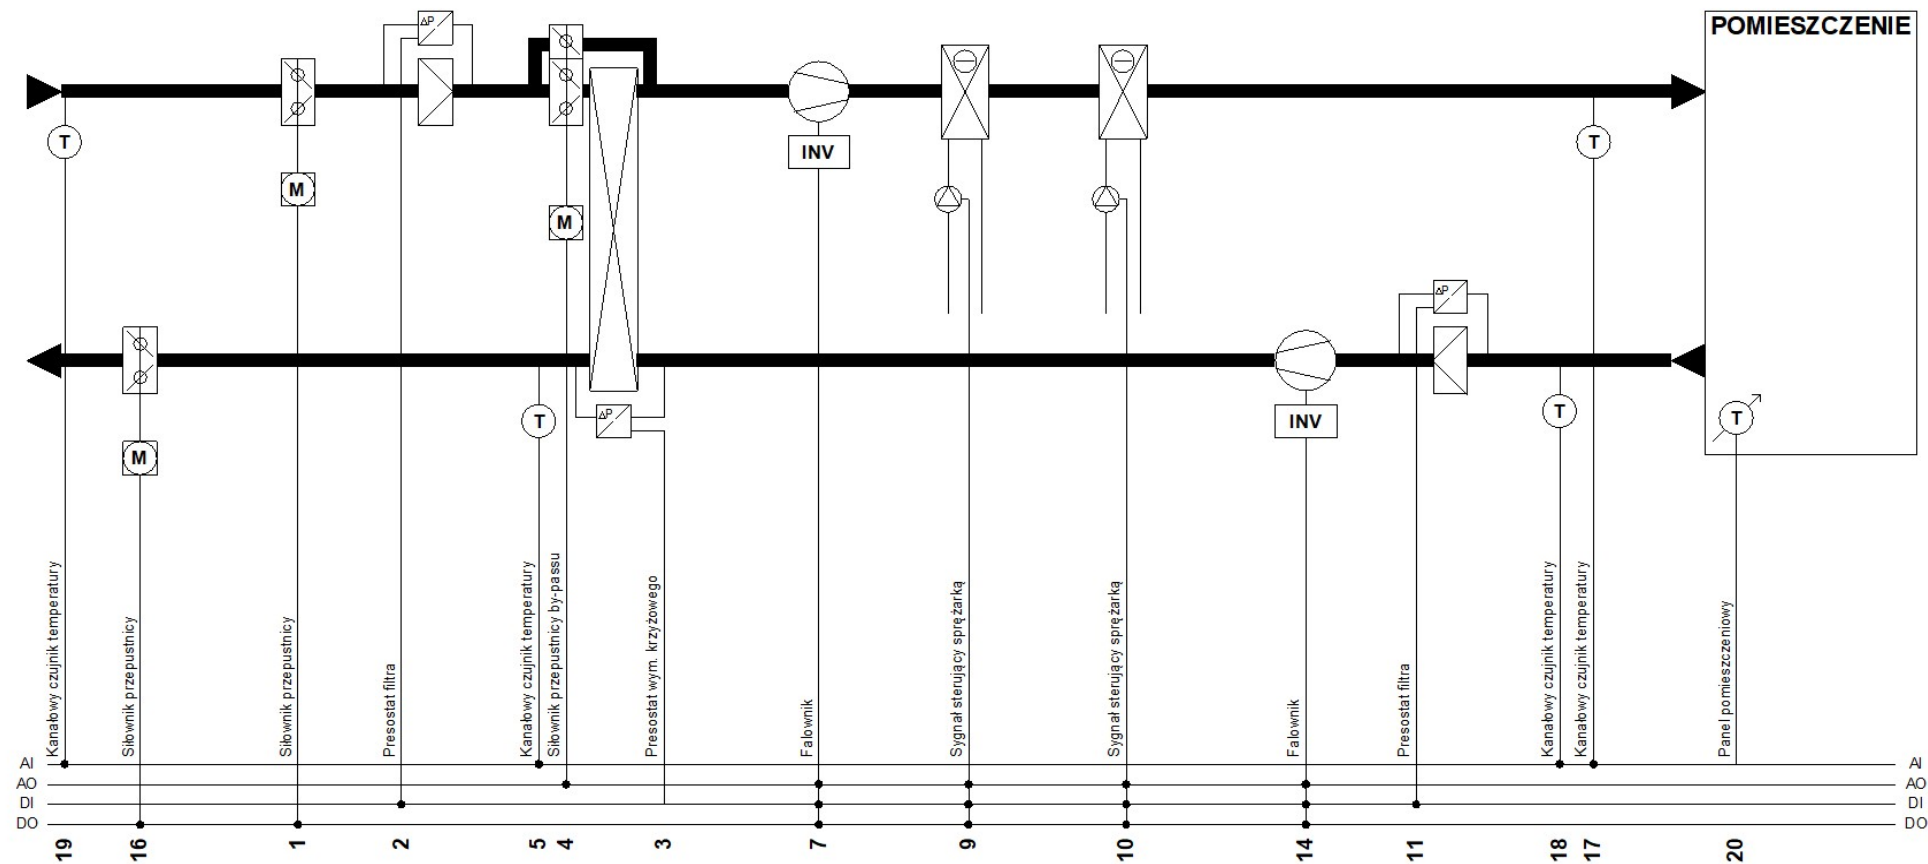 ΔP
POMIESZCZENIE
T
T
INV
M
M
ΔP
ΔP
T
INV
T
T
M
Kanałowy czujnik temperatury
Siłownik przepustnicy
Siłownik przepustnicy
Presostat filtra
Kanałowy czujnik temperatury
Siłownik przepustnicy by-passu
Presostat wym. krzyżowego
Falownik
Sygnał sterujący sprężarką
Sygnał sterujący sprężarką
Falownik
Presostat filtra
Kanałowy czujnik temperatury
Kanałowy czujnik temperatury
Panel pomieszczeniowy
AI AI
AO AO
DI DI
DO DO
19 16 1 2 5 4 3 7 9 10 14 11 18 17 20